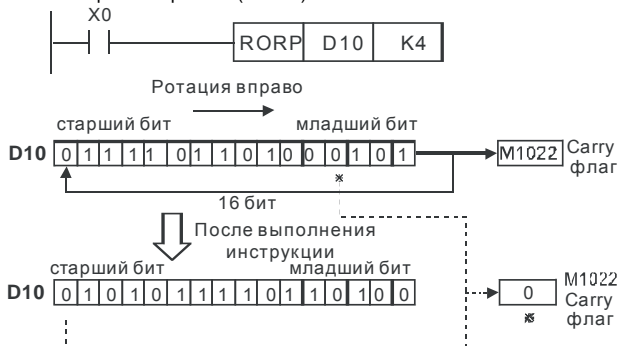 X0
RORP D10 K4
Ротация вправо
старший бит младший бит
D10 0 1 1 1 1 0 1 1 0 1 0 0 0 1 0 1 M1022 Carry флаг
*
16 бит
После выполнения
инструкции
старший бит младший бит
D10 0 1 0 1 0 1 1 1 1 0 1 1 0 1 0 0 0 M1022
Carry
* флаг